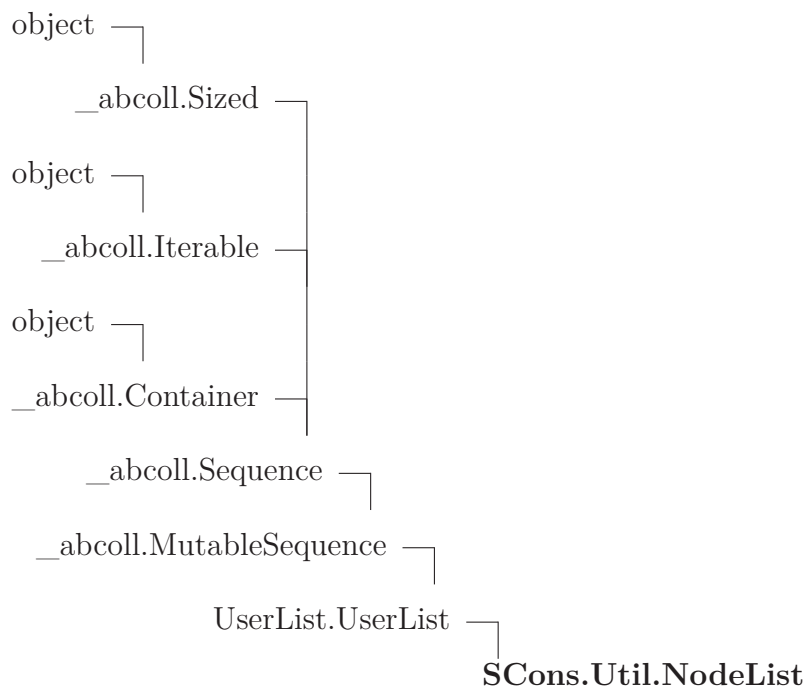 object
_abcoll.Sized
object
_abcoll.Iterable
object
_abcoll.Container
_abcoll.Sequence
_abcoll.MutableSequence
UserList.UserList
SCons.Util.NodeList